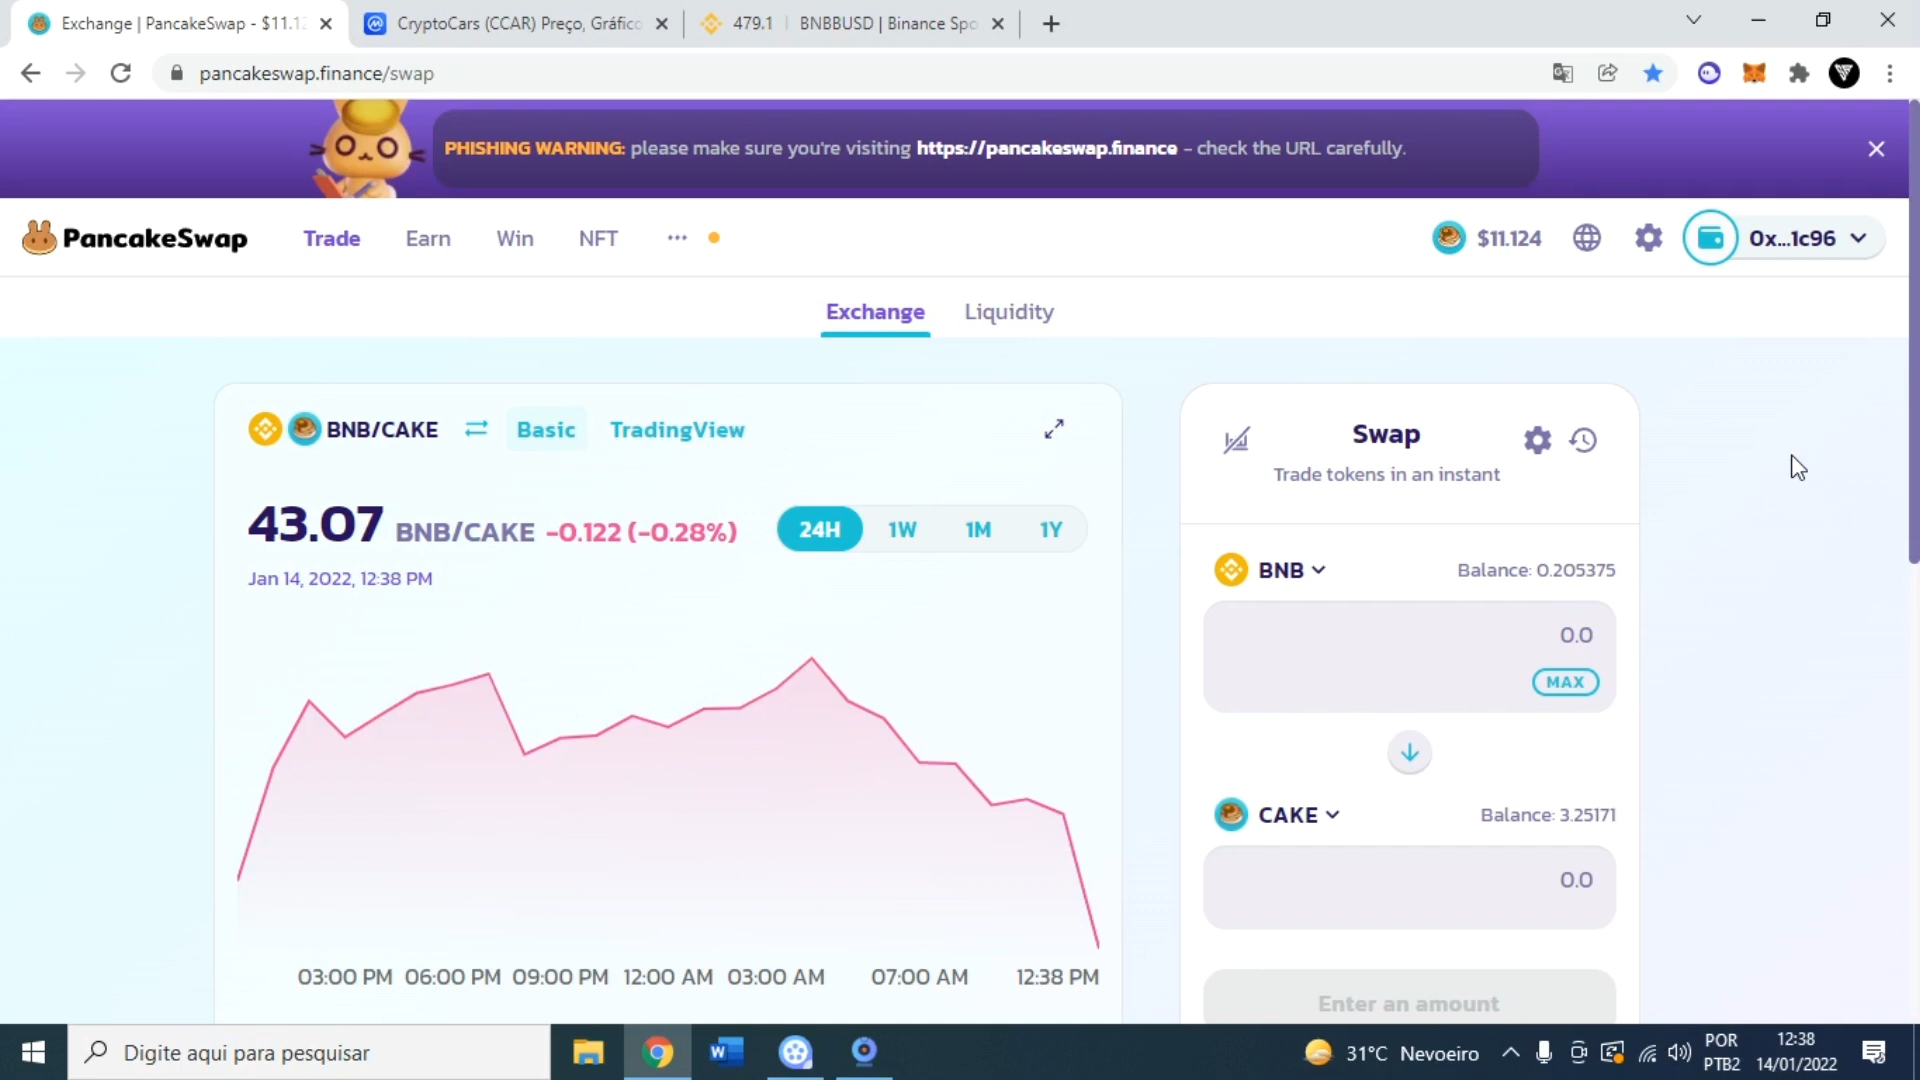 Exchange | PancakeSwap - $11.12
CryptoCars (CCAR) Preço, Gráfico
479.1 | BNBBUSD | Binance Spo
pancakeswap.finance/swap
PHISHING WARNING: please make sure you're visiting https://pancakeswap.finance - check the URL carefully.
PancakeSwap
Trade
Earn
Win
NFT
$11.124
0x...1c96
Exchange
Liquidity
BNB/CAKE
Basic
TradingView
43.07 BNB/CAKE -0.122 (-0.28%)
24H
1W
1M
1Y
Jan 14, 2022, 12:38 PM
03:00 PM
06:00 PM
09:00 PM
12:00 AM
03:00 AM
07:00 AM
12:38 PM
Swap
Trade tokens in an instant
BNB
Balance: 0.205375
0.0
MAX
CAKE
Balance: 3.25171
0.0
Enter an amount
Digite aqui para pesquisar
31°C Nevoeiro
POR
PTB2
12:38
14/01/2022